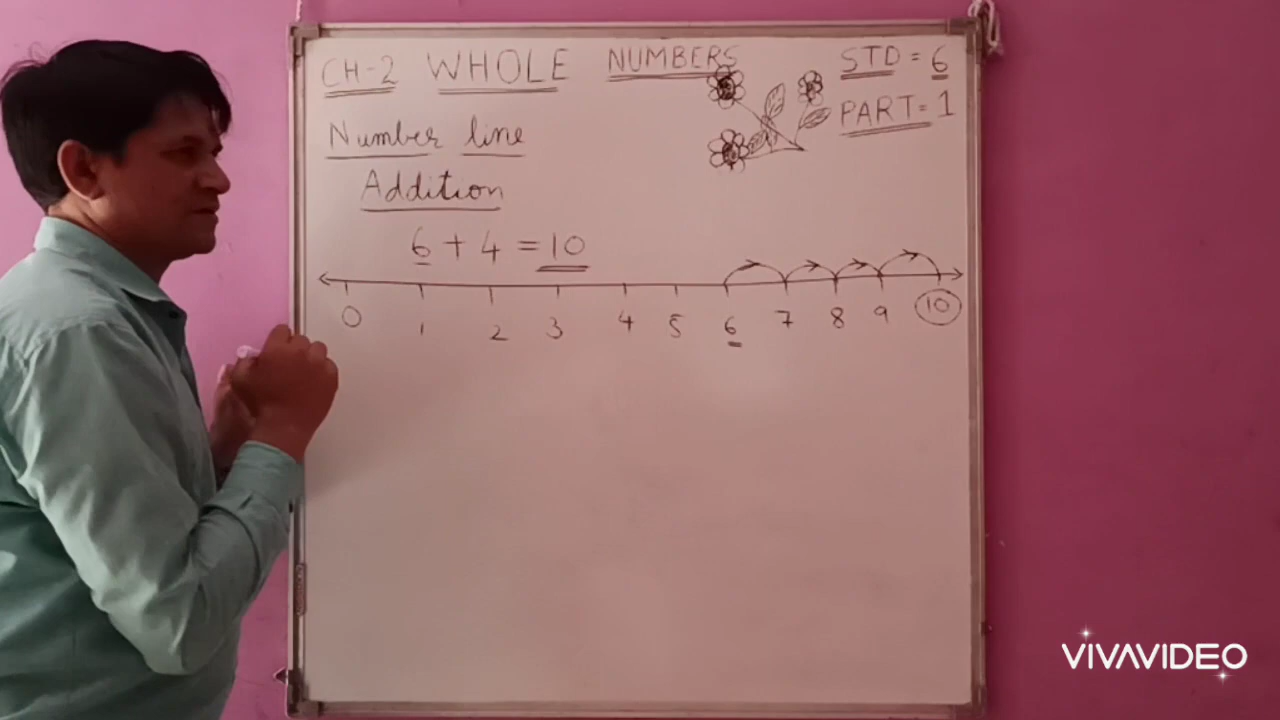 CH-2 WHOLE NUMBERS STD = 6
PART = 1
Number line
Addition
6 + 4 = 10
0 1 2 3 4 5 6 7 8 9 10
VIVAVIDEO